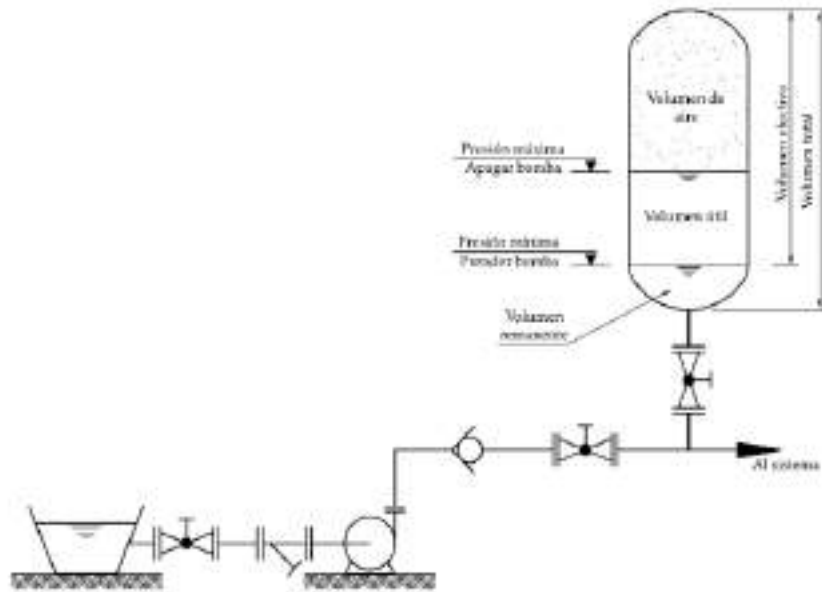 Volumen de
aire
Presión máxima
Apagar bomba
Volumen útil
Presión mínima
Prender bomba
Volumen
remanente
Volumen efectivo
Volumen total
Al sistema